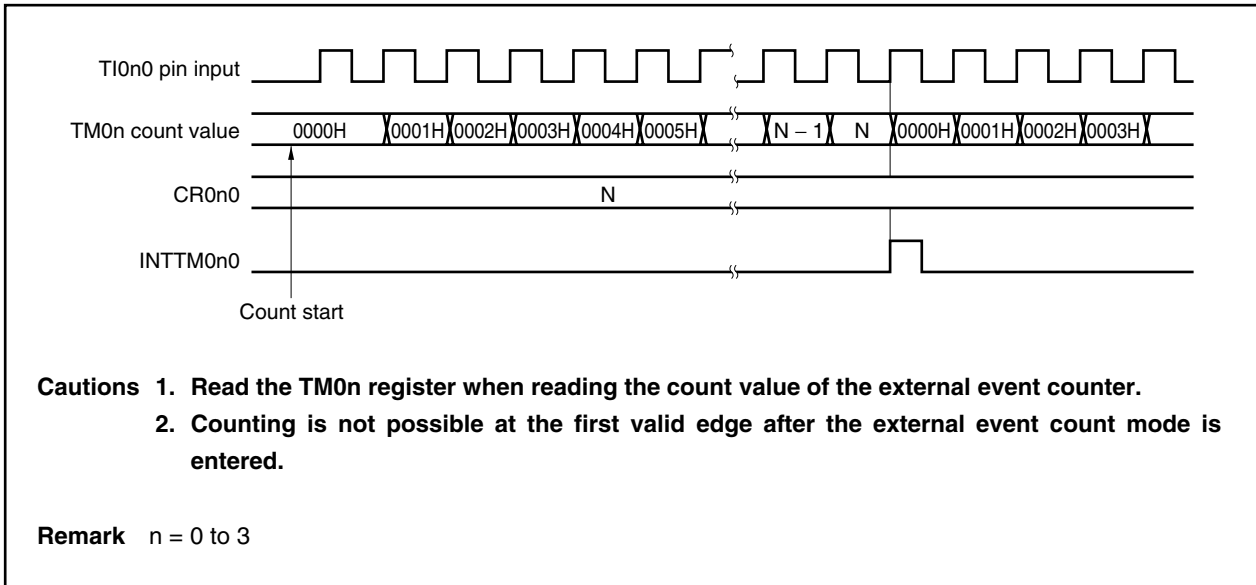 TI0n0 pin input
TM0n count value 0000H 0001H 0002H 0003H 0004H 0005H N − 1 N 0000H 0001H 0002H 0003H
CR0n0 N
INTTM0n0
Count start
Cautions 1. Read the TM0n register when reading the count value of the external event counter.
2. Counting is not possible at the first valid edge after the external event count mode is
entered.
Remark n = 0 to 3